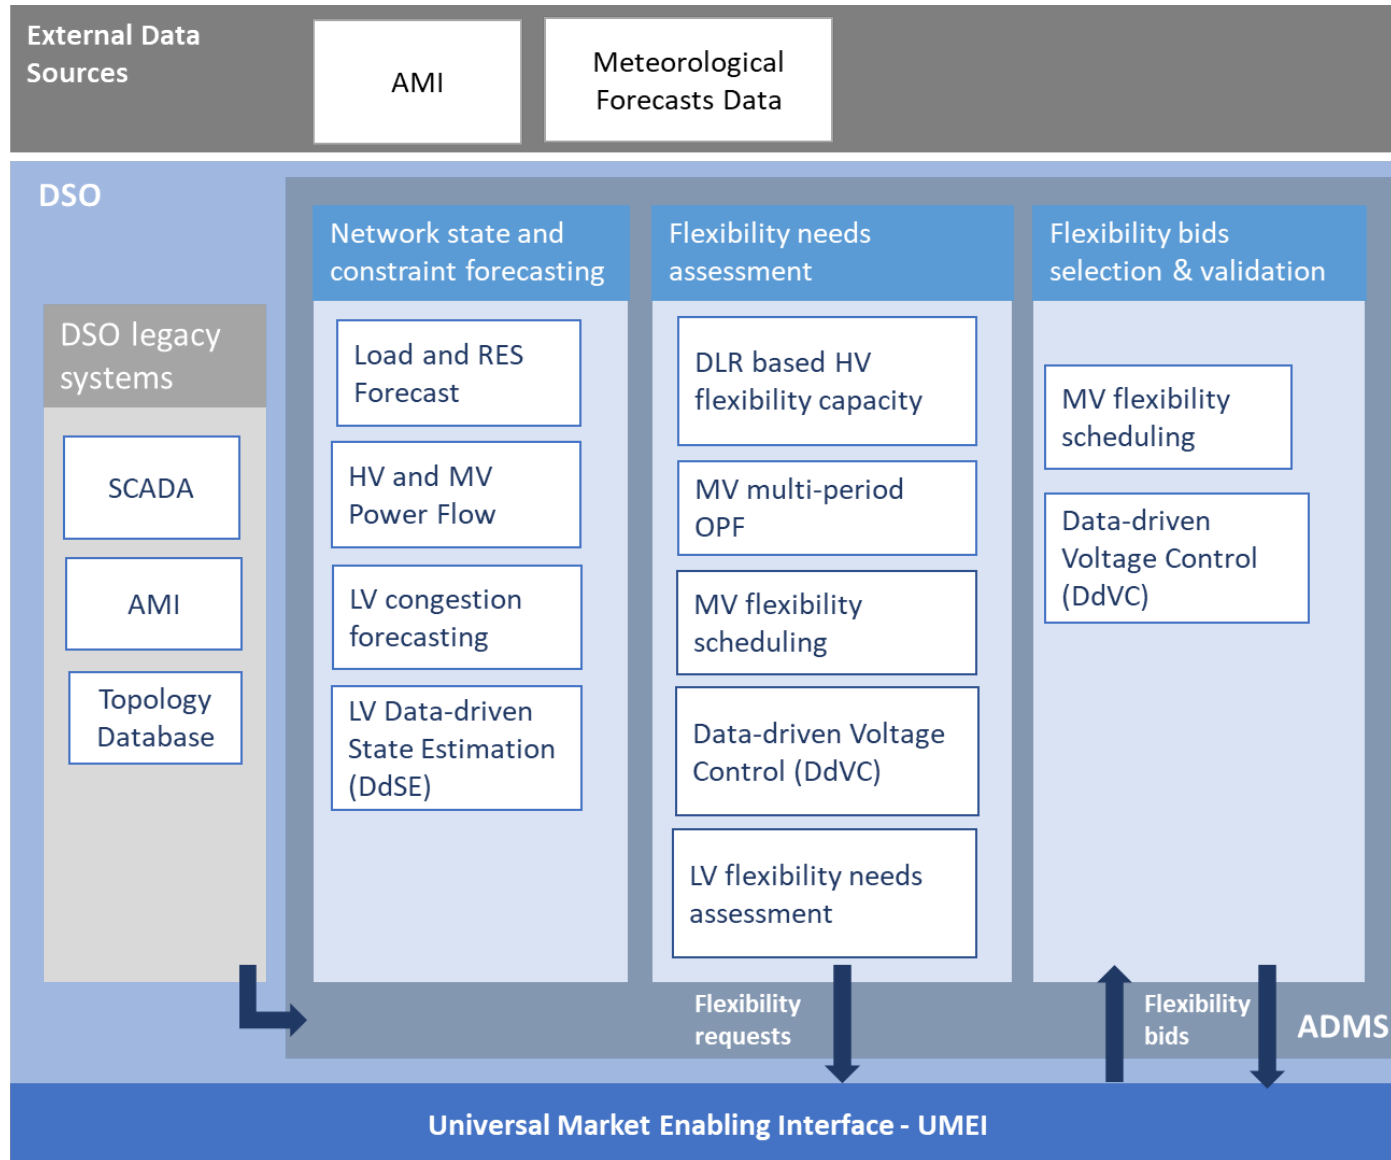 External Data
Sources
AMI
Meteorological
Forecasts Data
DSO
DSO legacy
systems
SCADA
AMI
Topology
Database
Network state and
constraint forecasting
Load and RES
Forecast
HV and MV
Power Flow
LV congestion
forecasting
LV Data-driven
State Estimation
(DdSE)
Flexibility needs
assessment
DLR based HV
flexibility capacity
MV multi-period
OPF
MV flexibility
scheduling
Data-driven Voltage
Control (DdVC)
LV flexibility needs
assessment
Flexibility bids
selection & validation
MV flexibility
scheduling
Data-driven
Voltage Control
(DdVC)
Flexibility
requests
Flexibility
bids
ADMS
Universal Market Enabling Interface - UMEI